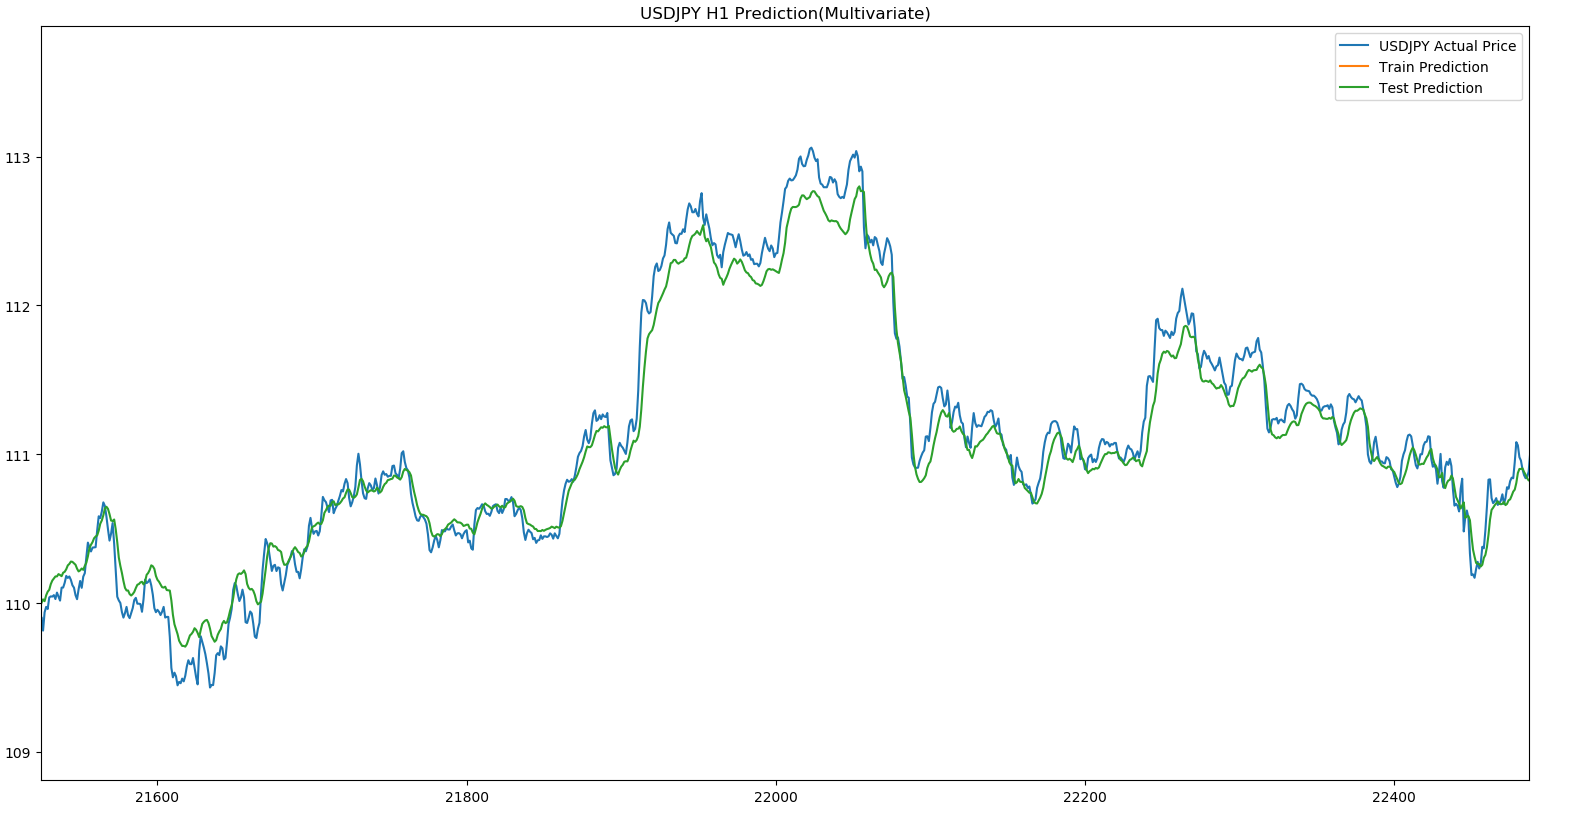 USDJPY H1 Prediction(Multivariate)
USDJPY Actual Price
Train Prediction
Test Prediction
113
112
111
110
109
21600
21800
22000
22200
22400